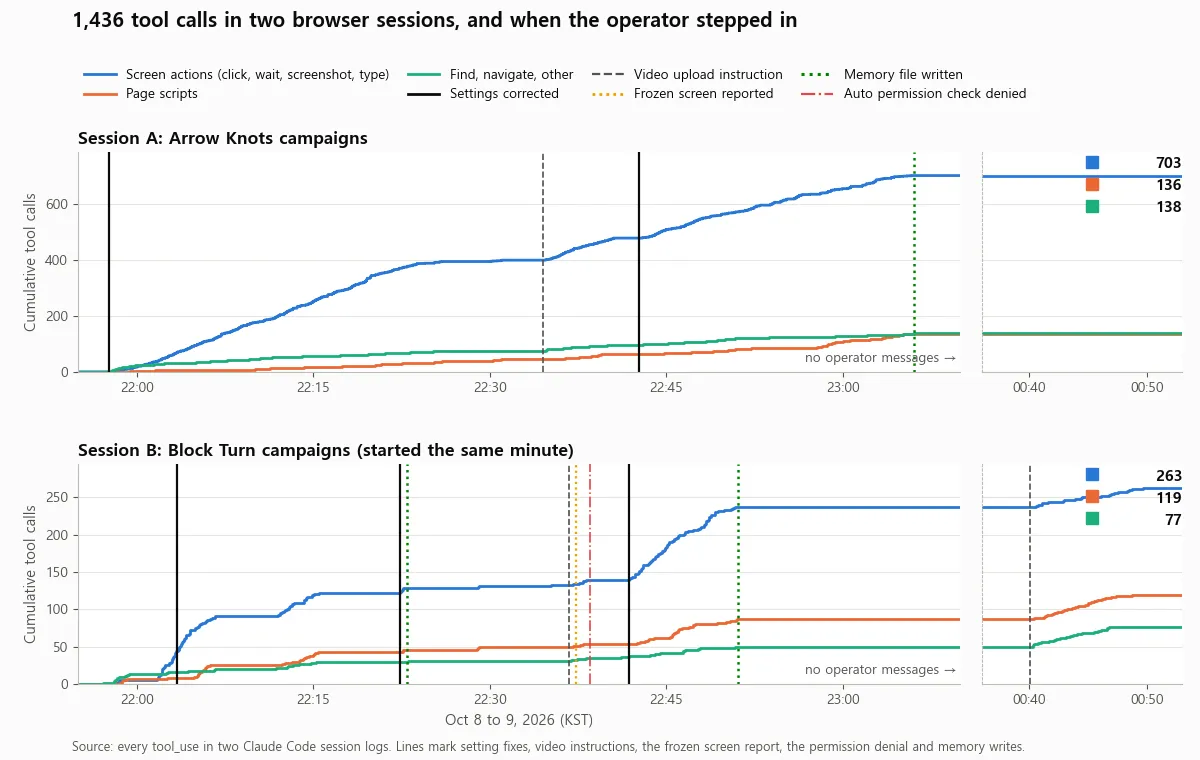 1,436 tool calls in two browser sessions, and when the operator stepped in
Screen actions (click, wait, screenshot, type)
Find, navigate, other
Video upload instruction
Memory file written
Page scripts
Settings corrected
Frozen screen reported
Auto permission check denied
Session A: Arrow Knots campaigns
Cumulative tool calls
600
400
200
0
703
136
138
no operator messages →
22:00
22:15
22:30
22:45
23:00
00:40
00:50
Session B: Block Turn campaigns (started the same minute)
Cumulative tool calls
250
200
150
100
50
0
263
119
77
no operator messages →
22:00
22:15
22:30
22:45
23:00
00:40
00:50
Oct 8 to 9, 2026 (KST)
Source: every tool_use in two Claude Code session logs. Lines mark setting fixes, video instructions, the frozen screen report, the permission denial and memory writes.